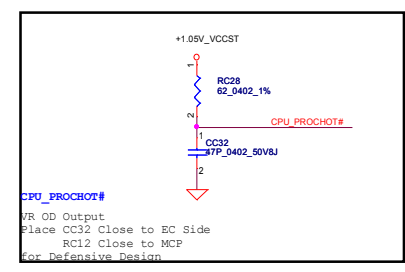 +1.05V_VCCST
1
RC28
62_0402_1%
2
CPU_PROCHOT#
1
CC32
47P_0402_50V8J
2
CPU_PROCHOT#
VR OD Output
Place CC32 Close to EC Side
RC12 Close to MCP
for Defensive Design